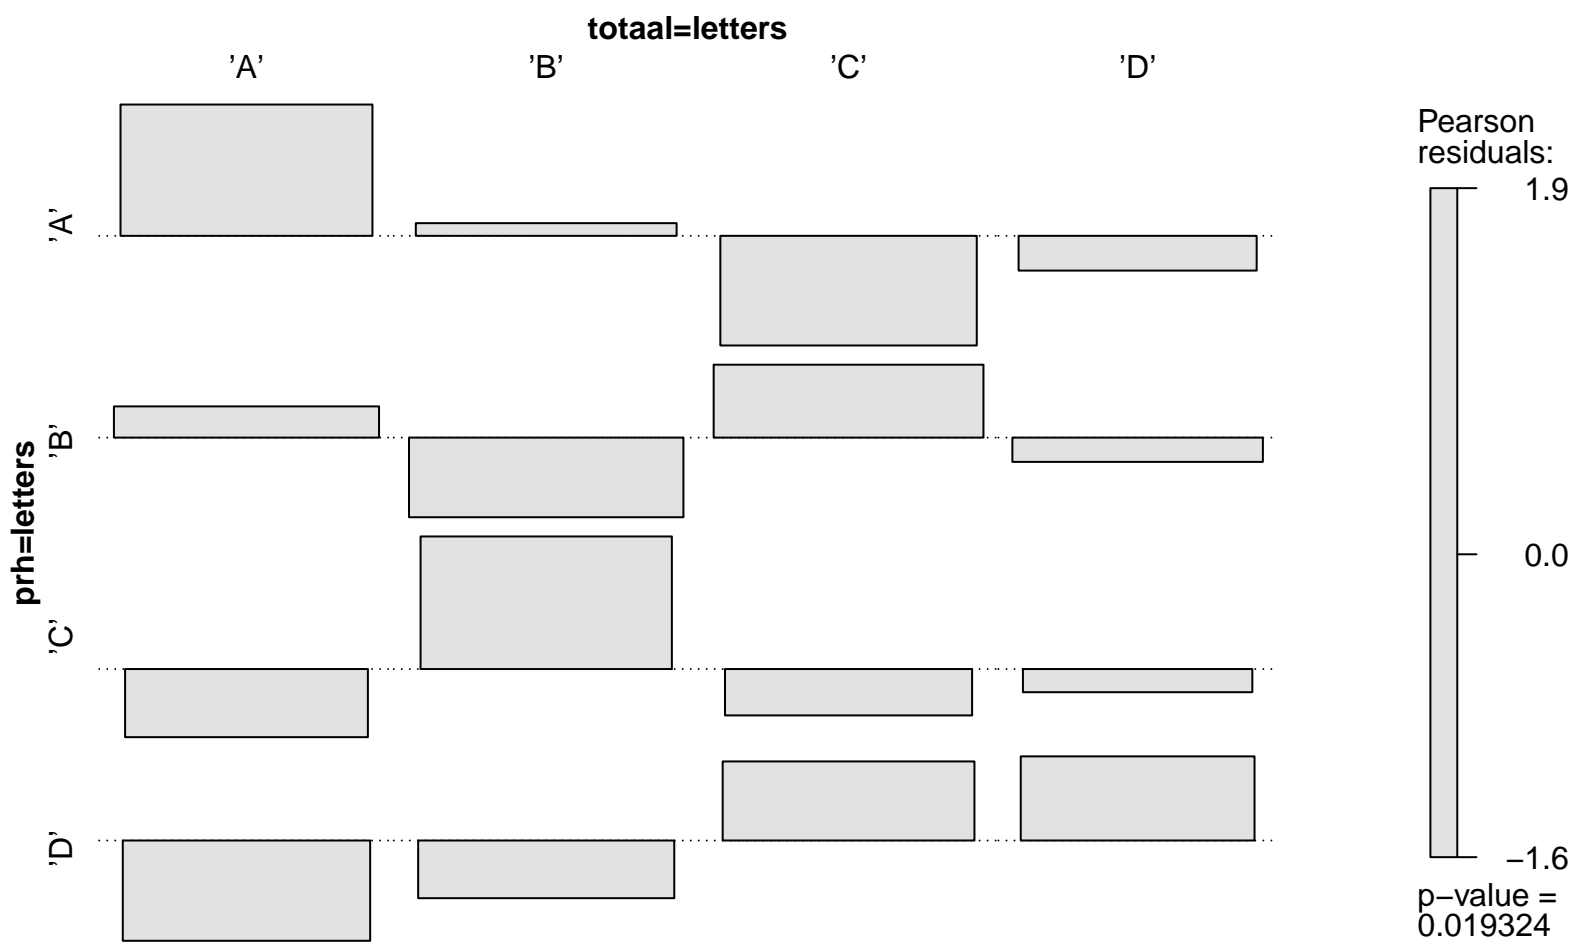 totaal=letters
’A’ ’B’ ’C’ ’D’
prh=letters
’A’
’B’
’C’
’D’
Pearson
residuals:
1.9
0.0
−1.6
p−value =
0.019324